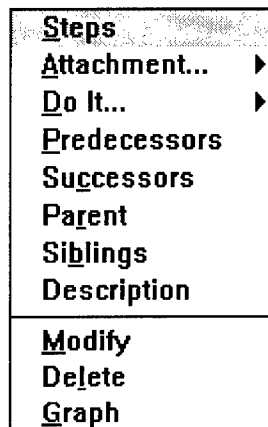 Steps
Attachment...
Do It...
Predecessors
Successors
Parent
Siblings
Description
Modify
Delete
Graph